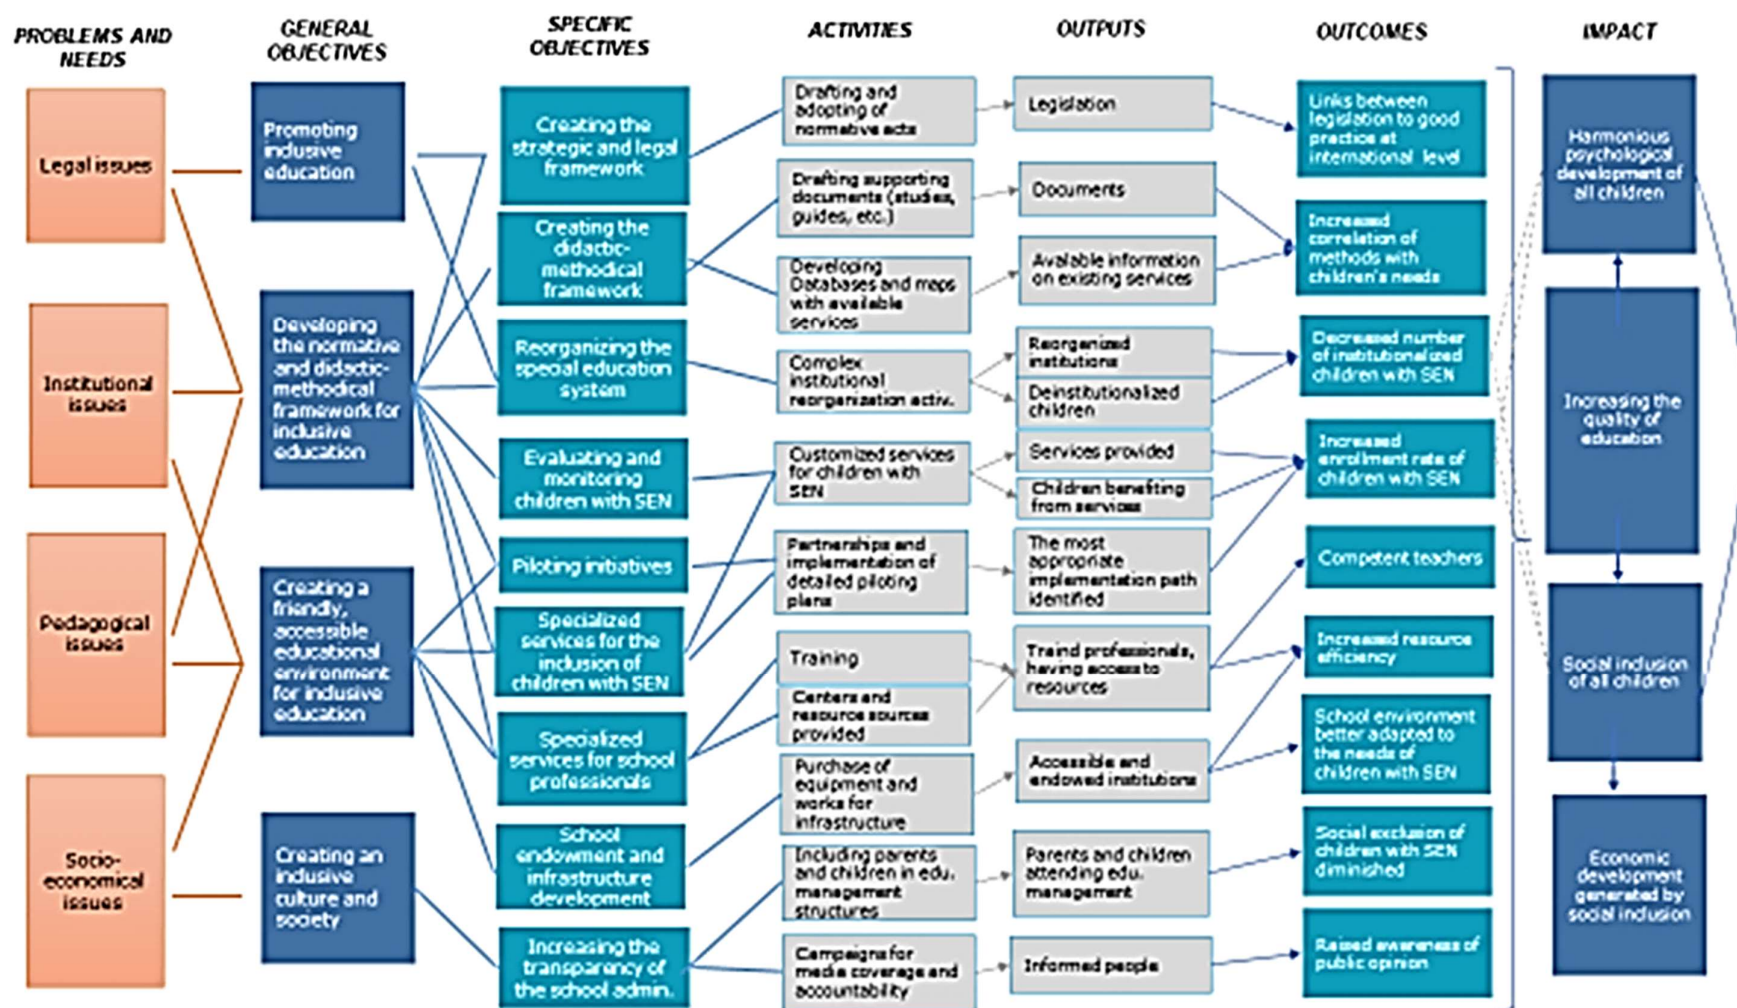 PROBLEMS AND
NEEDS
GENERAL
OBJECTIVES
SPECIFIC
OBJECTIVES
ACTIVITIES
OUTPUTS
OUTCOMES
IMPACT
Legal issues
Institutional
issues
Pedagogical
issues
Socio-
economical
issues
Promoting
inclusive
education
Developing
the normative
and didactic-
methodical
framework for
inclusive
education
Creating a
friendly,
accessible
educational
environment
for inclusive
education
Creating an
inclusive
culture and
society
Creating the
strategic and legal
framework
Creating the
didactic-
methodical
framework
Reorganizing the
special education
system
Evaluating and
monitoring
children with SEN
Piloting initiatives
Specialized
services for the
inclusion of
children with SEN
Specialized
services for school
professionals
School
endowment and
infrastructure
development
Increasing the
transparency of
the school admin.
Drafting and
adopting of
normative acts
Drafting supporting
documents (studies,
guides, etc.)
Developing
Databases and maps
with available
services
Complex
institutional
reorganization activ.
Customized services
for children with
SEN
Partnerships and
implementation of
detailed piloting
plans
Training
Centers and
resource sources
provided
Purchase of
equipment and
works for
infrastructure
Including parents
and children in edu.
management
structures
Campaigns for
media coverage and
accountability
Legislation
Documents
Available information
on existing services
Reorganized
institutions
Deinstitutionalized
children
Services provided
Children benefiting
from services
The most
appropriate
implementation path
identified
Traind professionals,
having access to
resources
Accessible and
endowed institutions
Parents and children
attending edu.
management
Informed people
Links between
legislation to good
practice at
international level
Increased
correlation of
methods with
children's needs
Decreased number
of institutionalized
children with SEN
Increased
enrollment rate of
children with SEN
Competent teachers
Increased resource
efficiency
School environment
better adapted to
the needs of
children with SEN
Social exclusion of
children with SEN
diminished
Raised awareness of
public opinion
Harmonious
psychological
development of
all children
Increasing the
quality of
education
Social inclusion
of all children
Economic
development
generated by
social inclusion